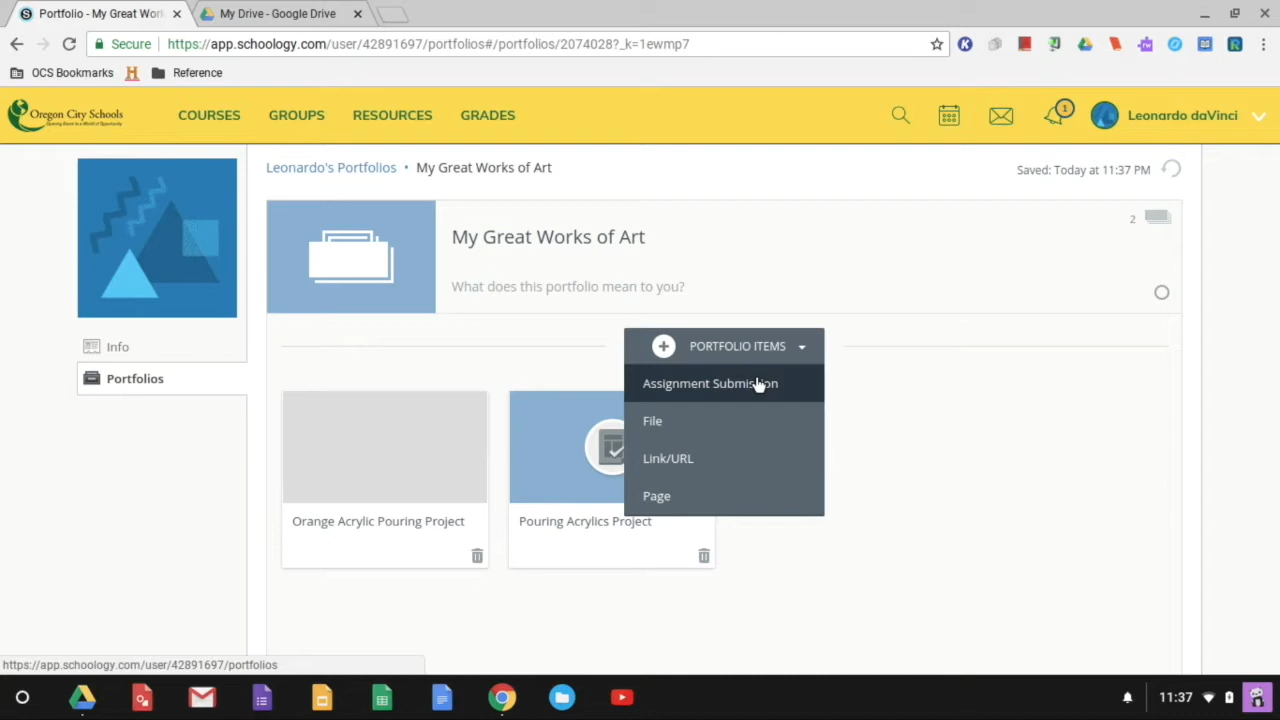 Portfolio - My Great Wor
My Drive - Google Drive
Secure
https://app.schoology.com/user/42891697/portfolios#/portfolios/2074028?_k=1ewmp7
OCS Bookmarks
Reference
Oregon City Schools
COURSES
GROUPS
RESOURCES
GRADES
1
Leonardo daVinci
Leonardo's Portfolios • My Great Works of Art
Saved: Today at 11:37 PM
My Great Works of Art
2
What does this portfolio mean to you?
Info
Portfolios
PORTFOLIO ITEMS
Assignment Submission
File
Link/URL
Page
Orange Acrylic Pouring Project
Pouring Acrylics Project
https://app.schoology.com/user/42891697/portfolios
11:37